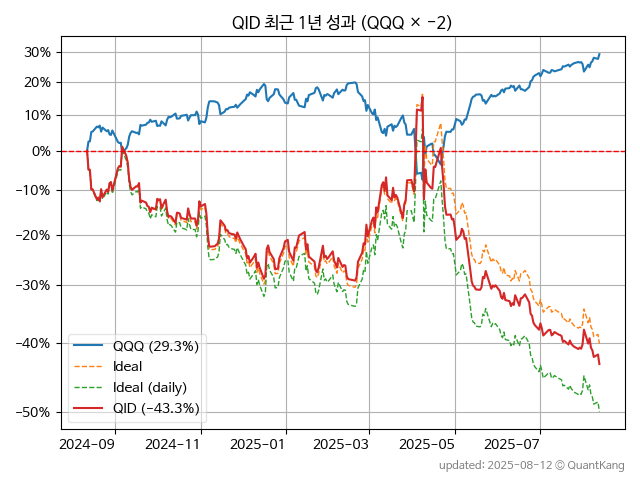 QID 최근 1년 성과 (QQQ × −2)
30%
20%
10%
0%
−10%
−20%
−30%
−40%
−50%
QQQ (29.3%)
Ideal
Ideal (daily)
QID (−43.3%)
2024-09 2024-11 2025-01 2025-03 2025-05 2025-07
updated: 2025-08-12 © QuantKang